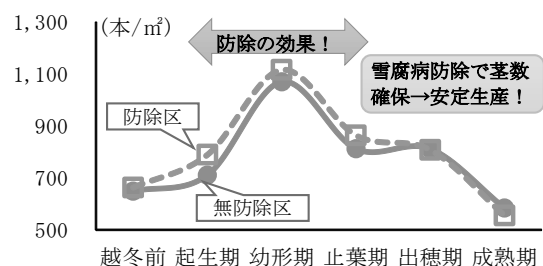 1,300
(本/㎡)
防除の効果！
1,100
雪腐病防除で茎数
確保→安定生産！
900
防除区
700
無防除区
500
越冬前 起生期 幼形期 止葉期 出穂期 成熟期